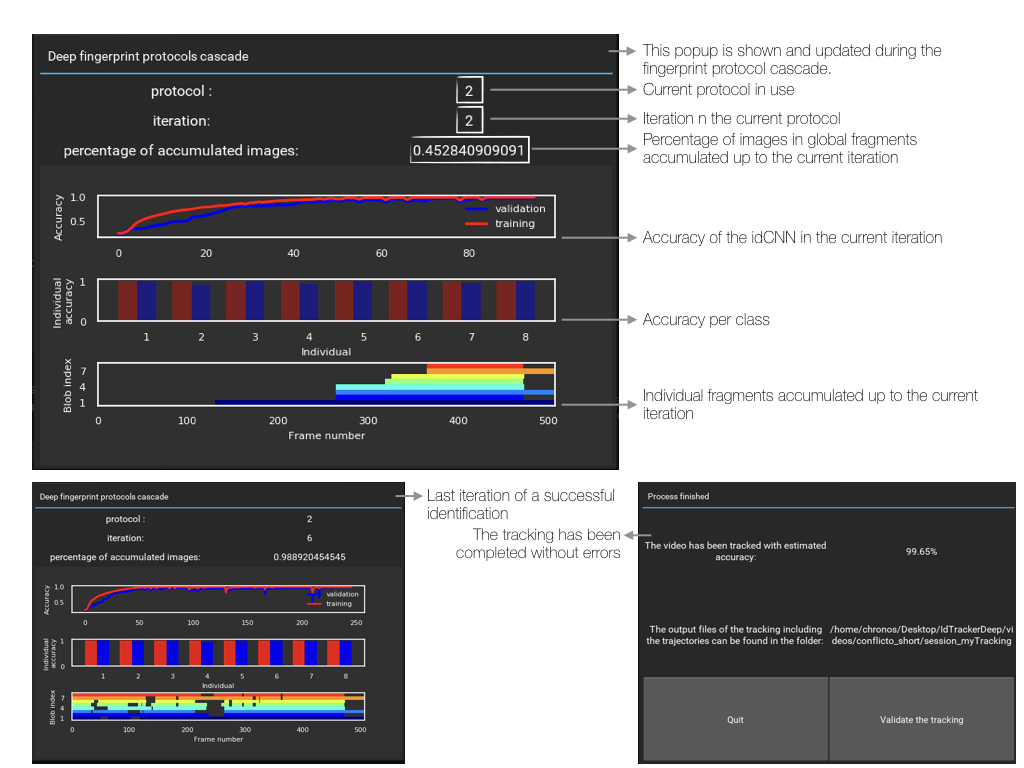 Deep fingerprint protocols cascade
This popup is shown and updated during the
fingerprint protocol cascade.
protocol :
2
Current protocol in use
iteration:
2
Iteration n the current protocol
percentage of accumulated images:
0.452840909091
Percentage of images in global fragments
accumulated up to the current iteration
Accuracy
1.0
0.5
validation
training
0 20 40 60 80
Accuracy of the idCNN in the current iteration
Individual
accuracy
1
0
1 2 3 4 5 6 7 8
Individual
Accuracy per class
Blob index
7
4
1
0 100 200 300 400 500
Frame number
Individual fragments accumulated up to the current
iteration
Deep fingerprint protocols cascade
Last iteration of a successful
identification
protocol :
2
iteration:
6
percentage of accumulated images:
0.988920454545
Accuracy
1.0
0.5
validation
training
0 50 100 150 200 250
Individual
accuracy
1
0
1 2 3 4 5 6 7 8
Individual
Blob index
7
4
1
0 100 200 300 400 500
Frame number
The tracking has been
completed without errors
Process finished
The video has been tracked with estimated
accuracy:
99.65%
The output files of the tracking including
the trajectories can be found in the folder:
/home/chronos/Desktop/IdTrackerDeep/vi
deos/conflicto_short/session_myTracking
Quit
Validate the tracking